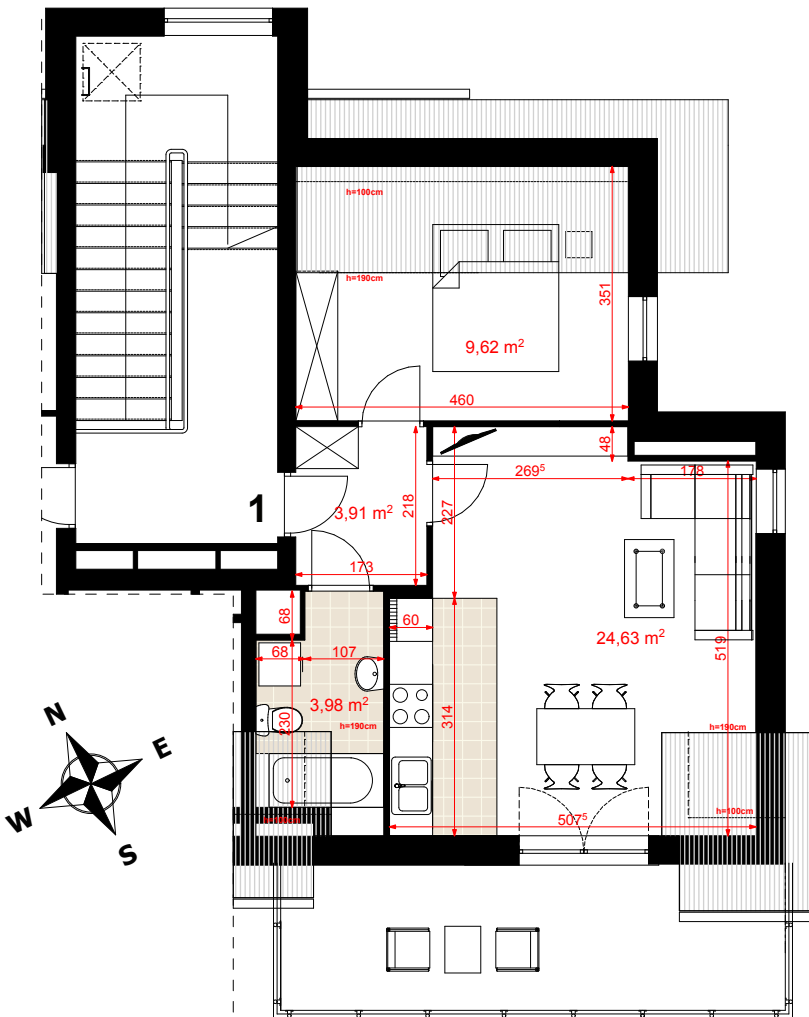 h=100cm
h=190cm
351
9,62 m²
460
48
269⁵
178
1
3,91 m²
218
227
173
68
60
68
107
24,63 m²
519
3,98 m²
h=190cm
230
314
h=190cm
h=100cm
507⁵
N
E
W
S